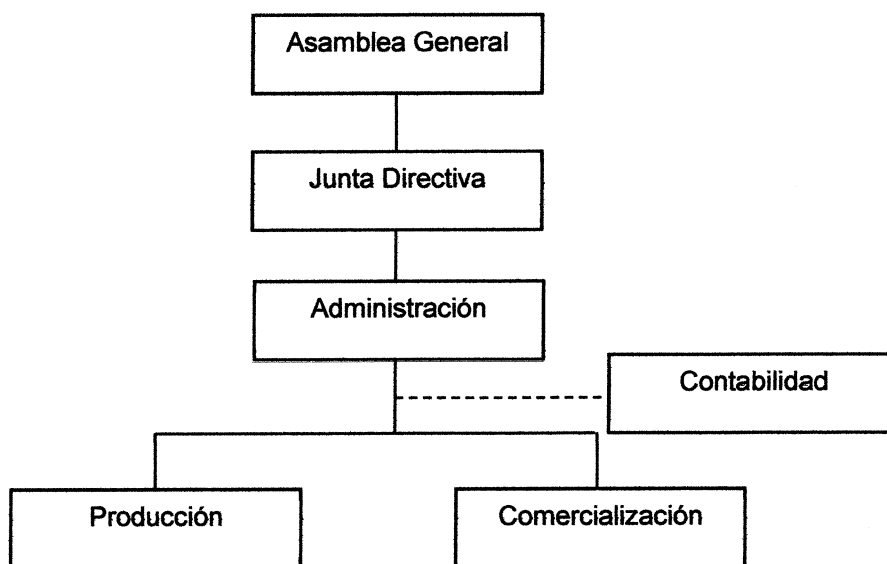 Asamblea General
Junta Directiva
Administración
Contabilidad
Producción
Comercialización